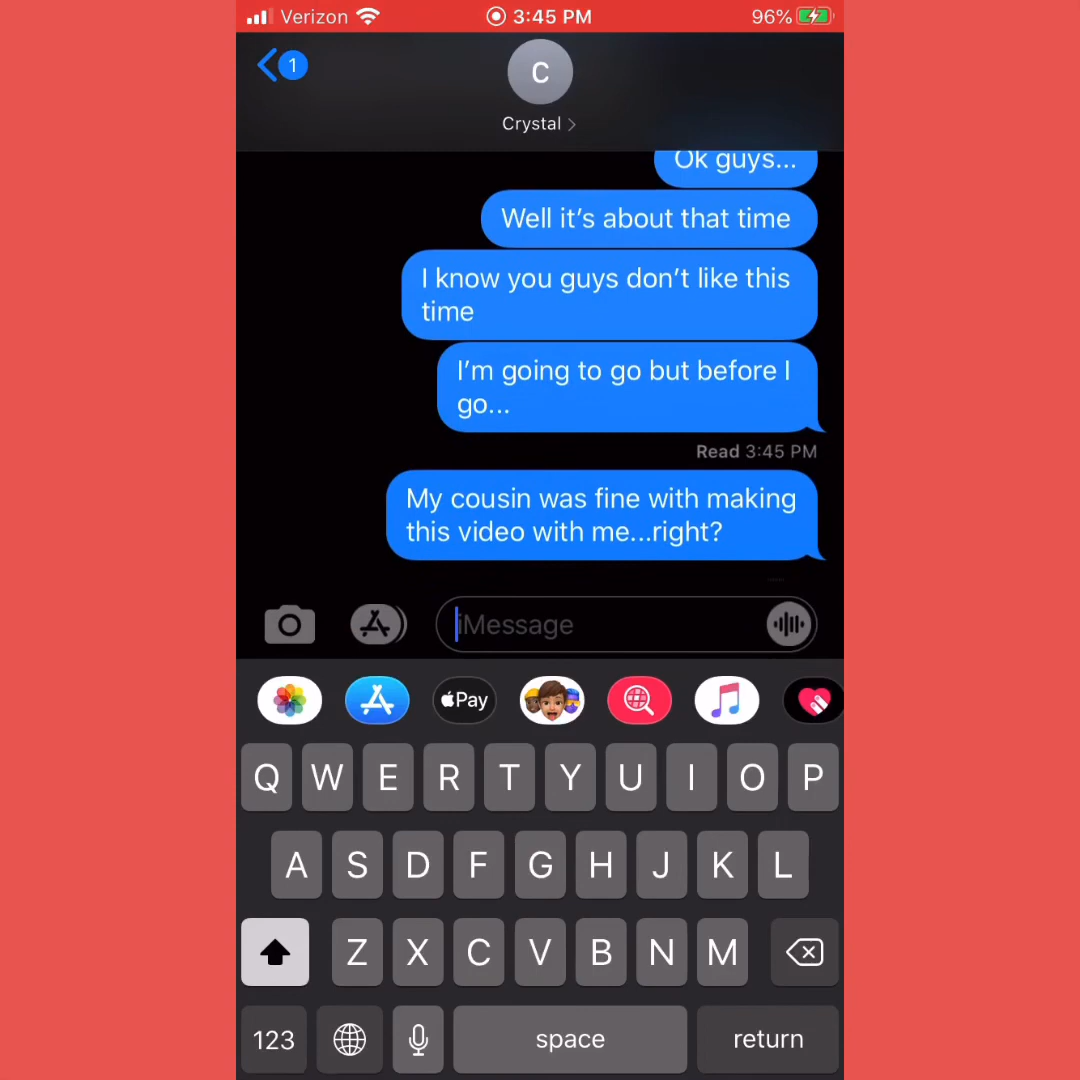 Verizon 3:45 PM 96%
1
C
Crystal
Ok guys...
Well it’s about that time
I know you guys don’t like this
time
I’m going to go but before I
go...
Read 3:45 PM
My cousin was fine with making
this video with me...right?
iMessage
Pay
Q W E R T Y U I O P
A S D F G H J K L
Z X C V B N M
123 space return